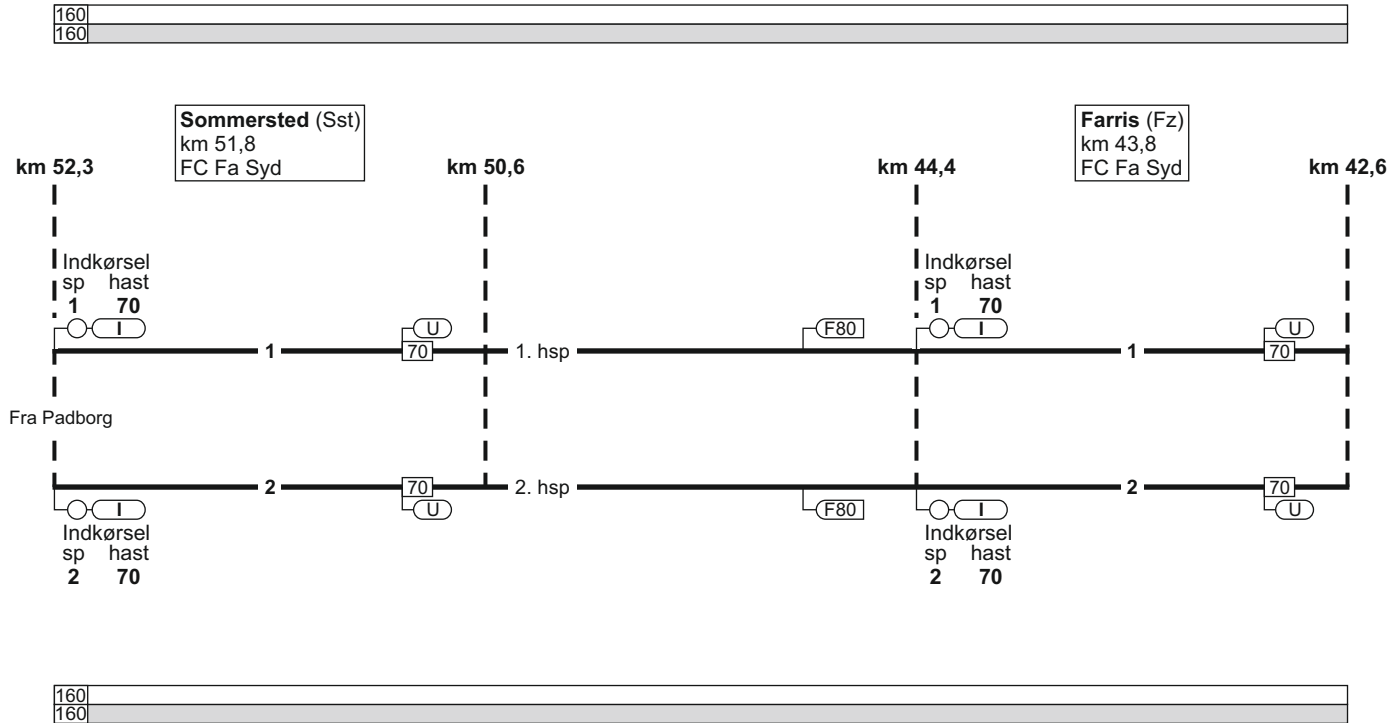 160
160
Sommersted (Sst)
km 51,8
FC Fa Syd
Farris (Fz)
km 43,8
FC Fa Syd
km 52,3
km 50,6
km 44,4
km 42,6
Indkørsel
sp hast
1 70
I
U
Indkørsel
sp hast
1 70
F80
I
U
1
70
1. hsp
1
70
Fra Padborg
2
70
2. hsp
2
70
I
U
F80
I
U
Indkørsel
sp hast
2 70
Indkørsel
sp hast
2 70
160
160